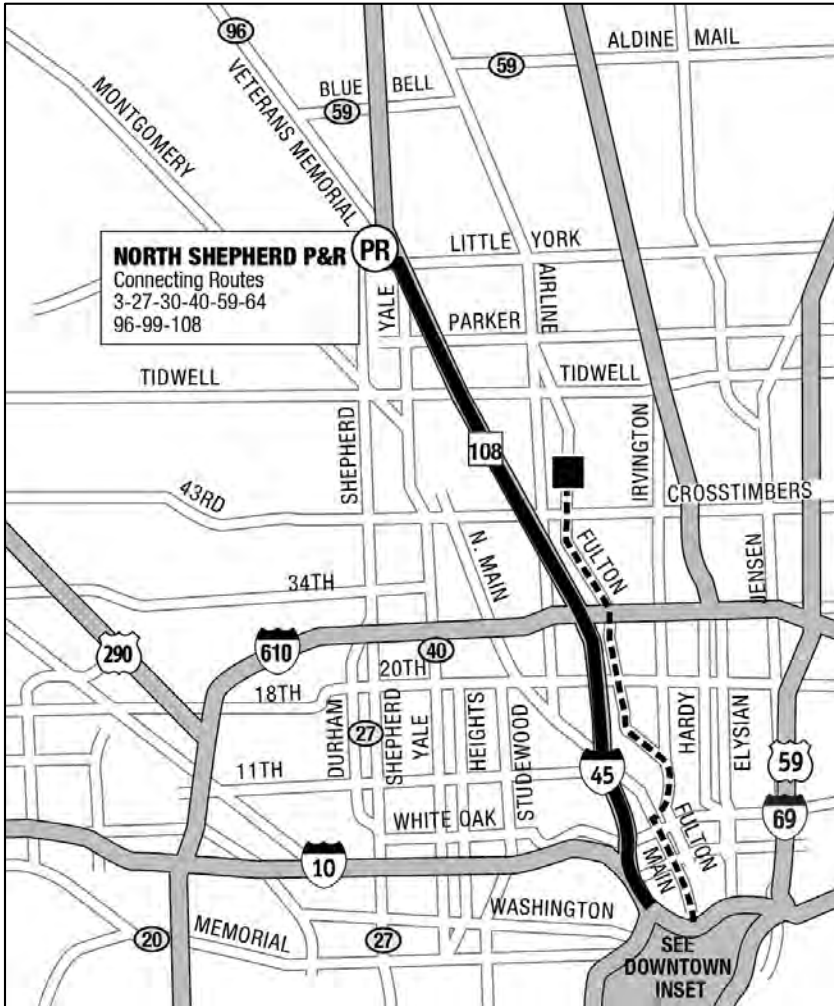 96
ALDINE MAIL
59
BLUE BELL
59
VETERANS MEMORIAL
MONTGOMERY
NORTH SHEPHERD P&R
Connecting Routes
3-27-30-40-59-64
96-99-108
PR
LITTLE YORK
YALE
AIRLINE
PARKER
TIDWELL
TIDWELL
SHEPHERD
108
IRVINGTON
43RD
CROSSTIMBERS
N. MAIN
FULTON
JENSEN
34TH
290
610
40
20TH
18TH
DURHAM
27
SHEPHERD
YALE
HEIGHTS
STUDEWOOD
HARDY
ELYSIAN
59
11TH
45
69
WHITE OAK
FULTON
MAIN
10
WASHINGTON
20
MEMORIAL
27
SEE
DOWNTOWN
INSET